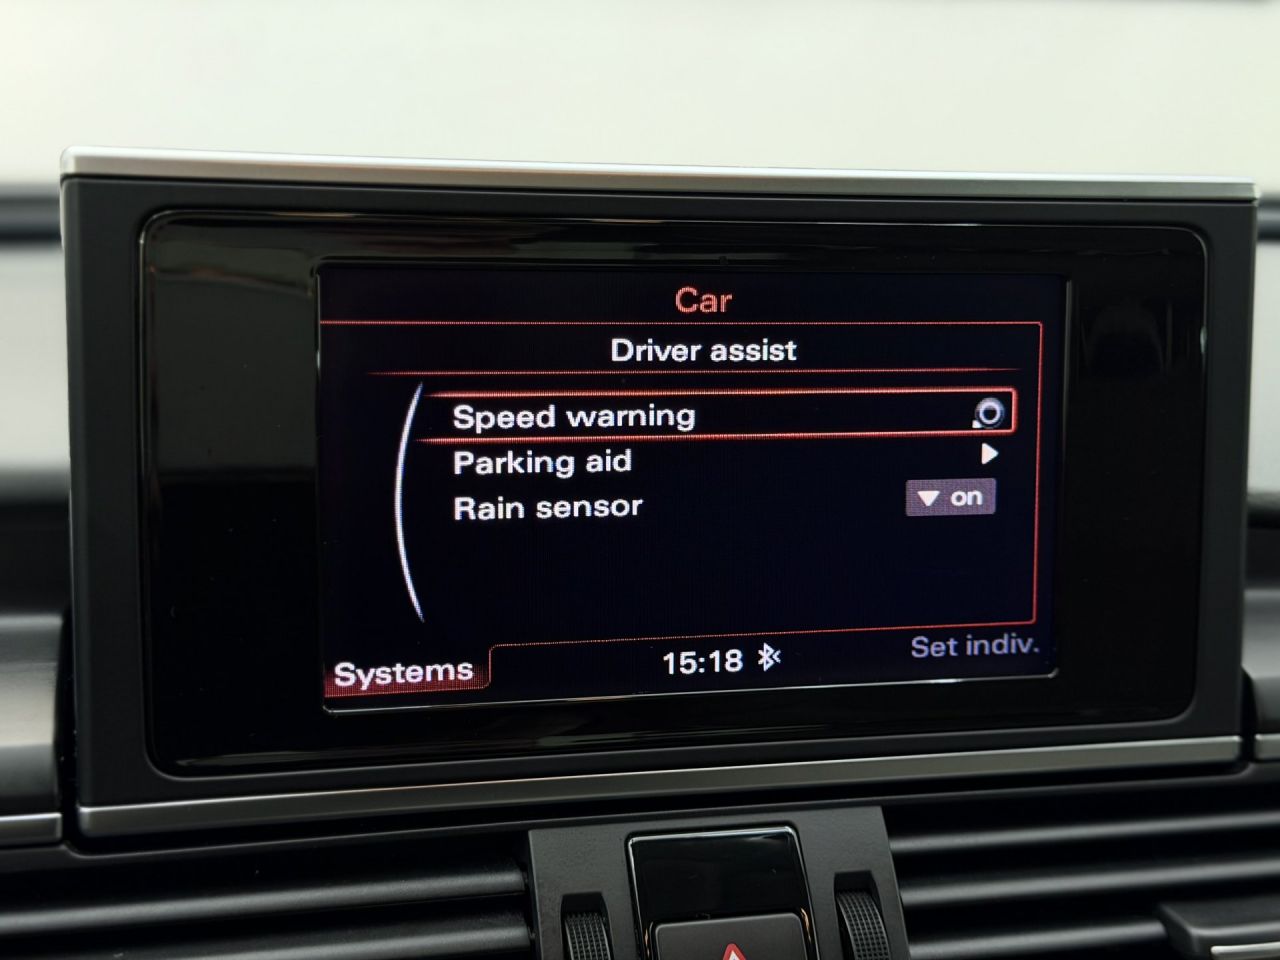 Car
Driver assist
Speed warning
Parking aid
Rain sensor on
Systems 15:18 Set indiv.